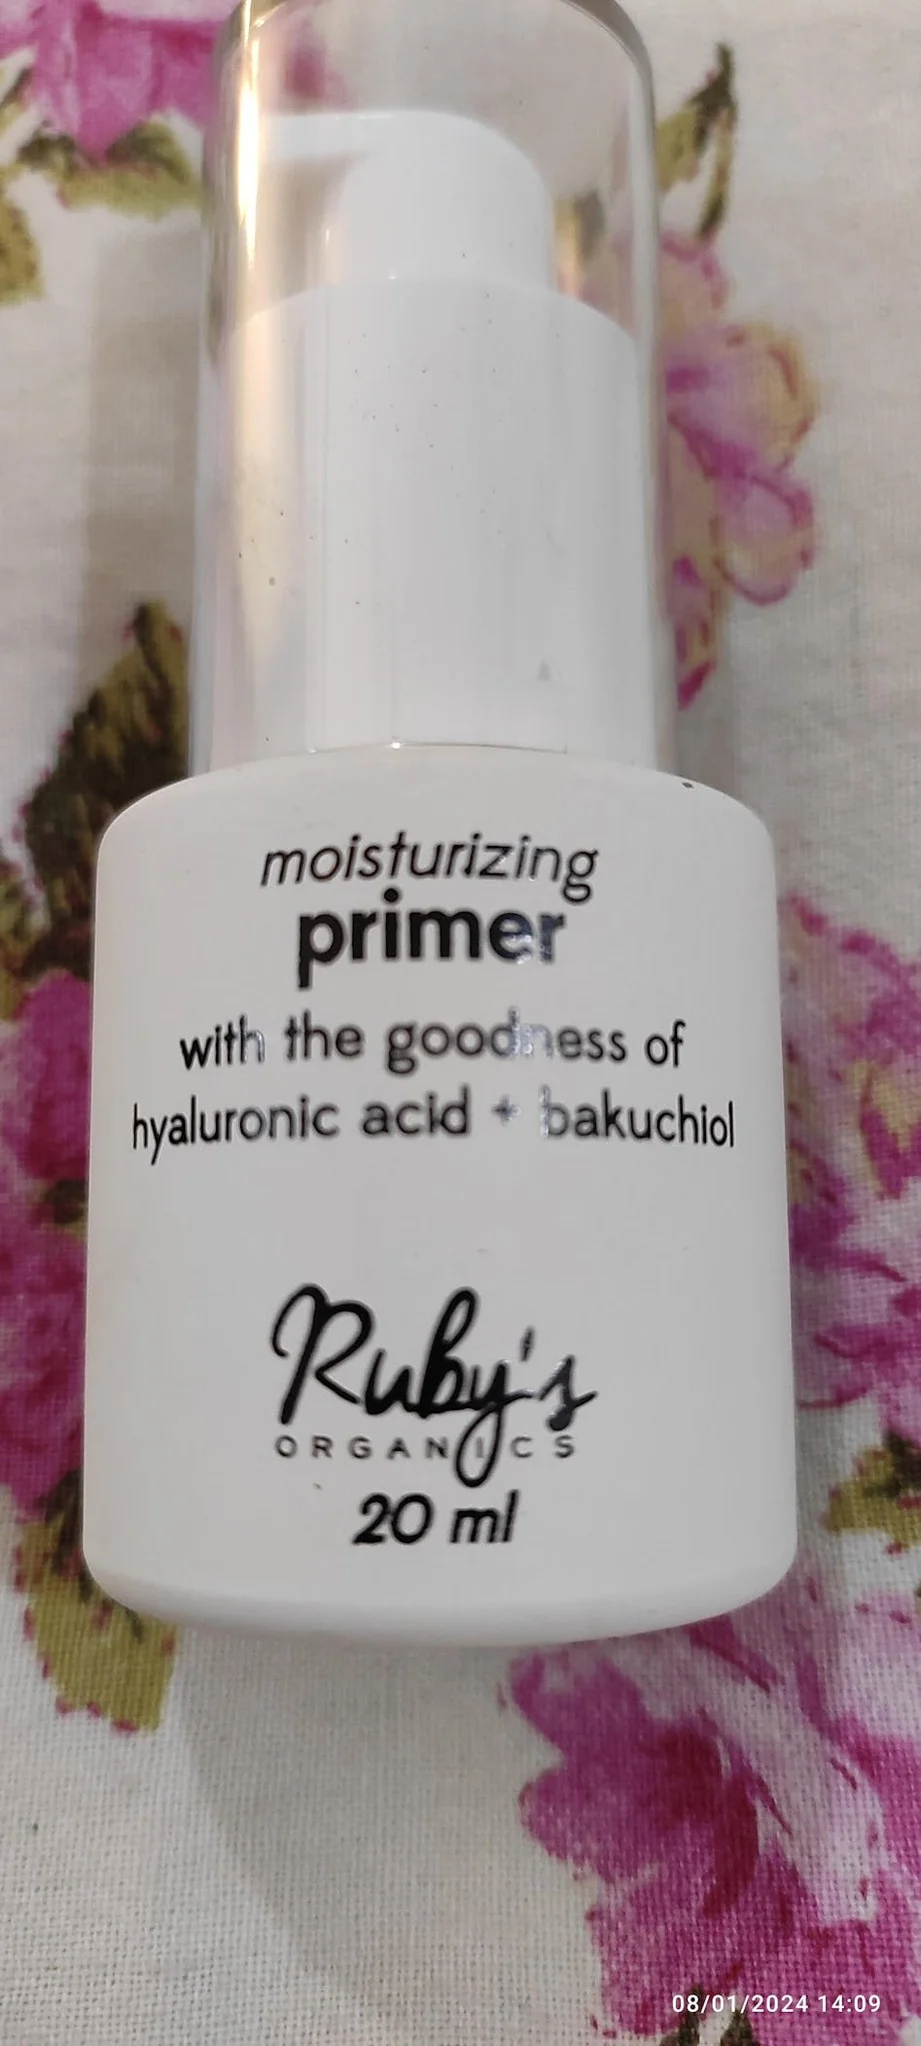 moisturizing
primer
with the goodness of
hyaluronic acid + bakuchiol
Ruby's
ORGANICS
20 ml
08/01/2024 14:09